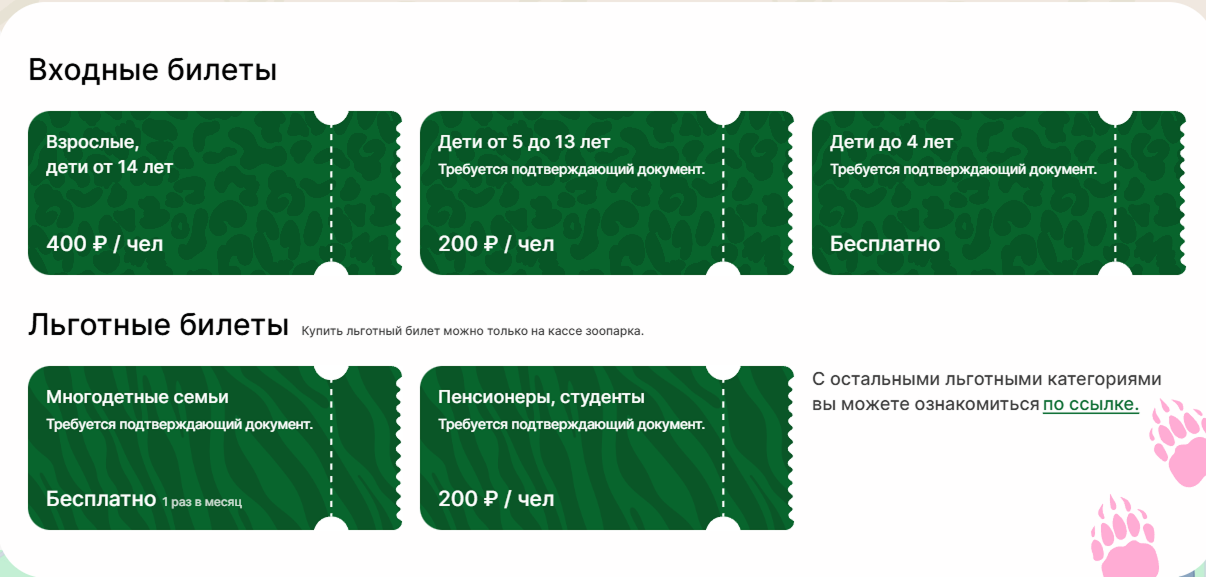 Входные билеты
Взрослые,
дети от 14 лет
400 ₽ / чел
Дети от 5 до 13 лет
Требуется подтверждающий документ.
200 ₽ / чел
Дети до 4 лет
Требуется подтверждающий документ.
Бесплатно
Льготные билеты Купить льготный билет можно только на кассе зоопарка.
Многодетные семьи
Требуется подтверждающий документ.
Бесплатно 1 раз в месяц
Пенсионеры, студенты
Требуется подтверждающий документ.
200 ₽ / чел
С остальными льготными категориями
вы можете ознакомиться по ссылке.